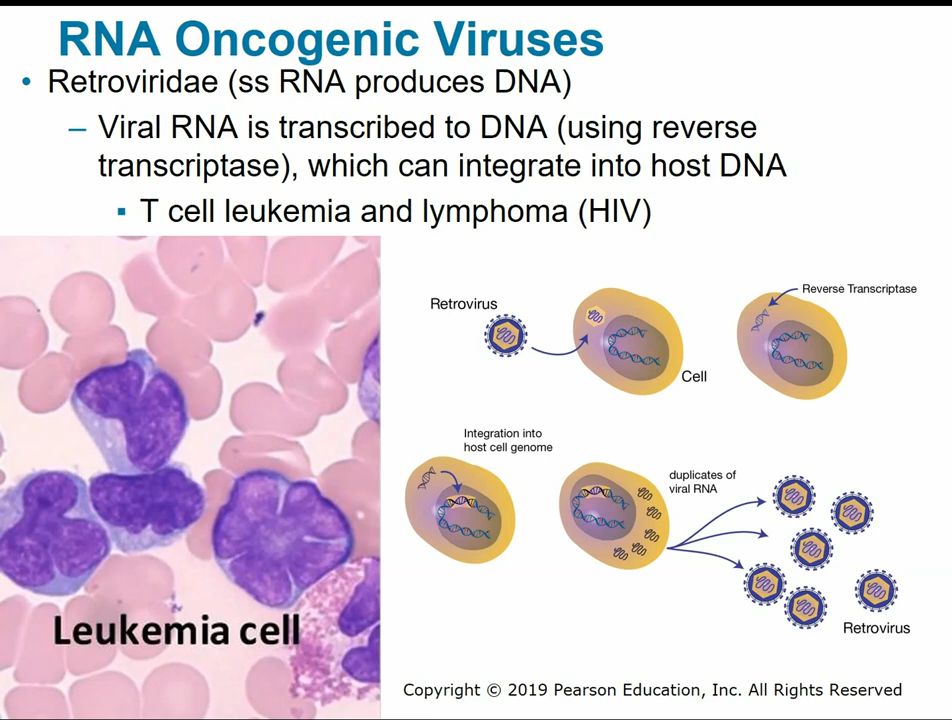 RNA Oncogenic Viruses
• Retroviridae (ss RNA produces DNA)
– Viral RNA is transcribed to DNA (using reverse
transcriptase), which can integrate into host DNA
▪ T cell leukemia and lymphoma (HIV)
Retrovirus
Cell
Reverse Transcriptase
Integration into
host cell genome
duplicates of
viral RNA
Retrovirus
Leukemia cell
Copyright © 2019 Pearson Education, Inc. All Rights Reserved